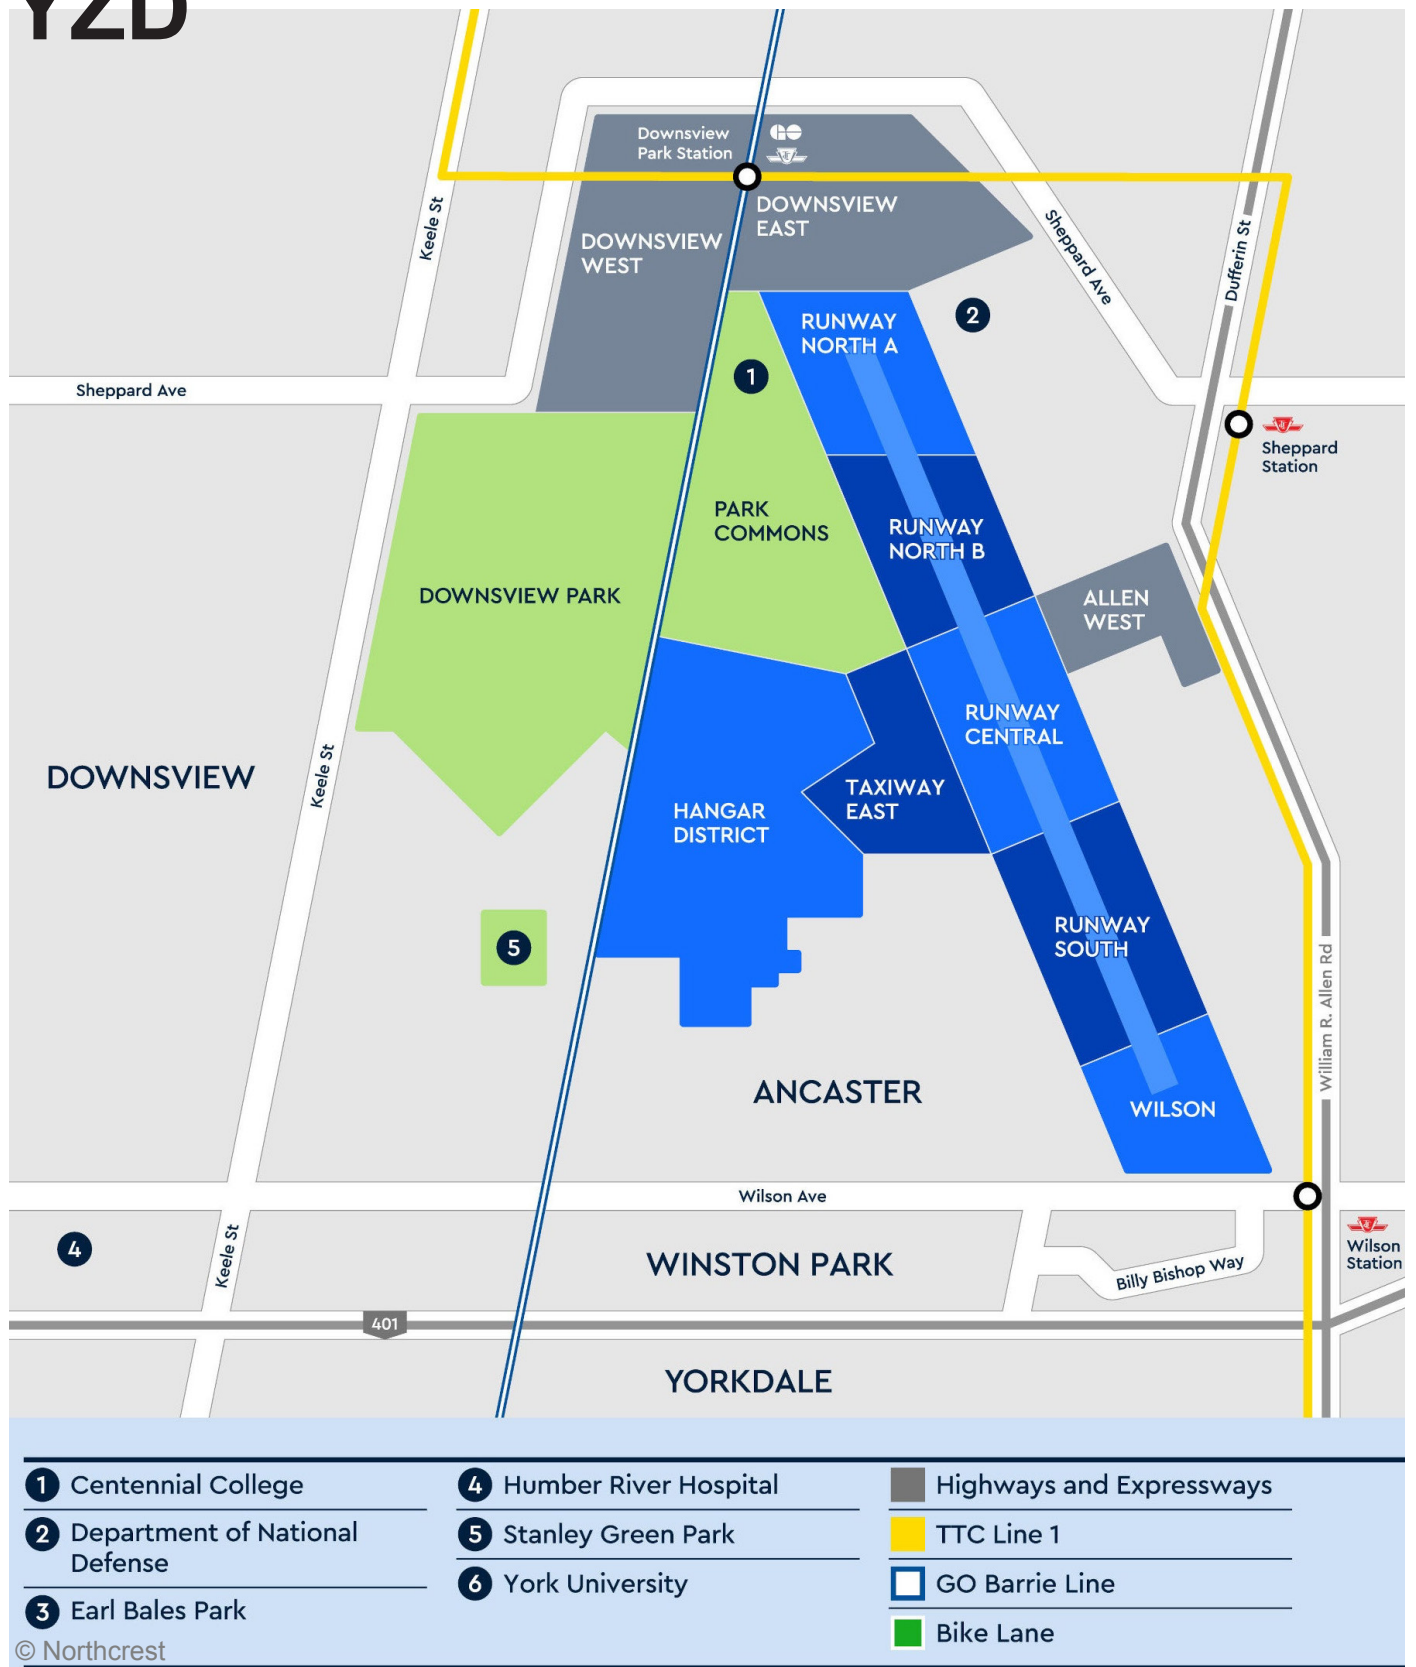 YZD
Downsview
Park Station
GO
DOWNSVIEW
EAST
DOWNSVIEW
WEST
Keele St
Sheppard Ave
Dufferin St
RUNWAY
NORTH A
2
1
Sheppard Ave
Sheppard
Station
PARK
COMMONS
RUNWAY
NORTH B
DOWNSVIEW PARK
ALLEN
WEST
RUNWAY
CENTRAL
DOWNSVIEW
Keele St
TAXIWAY
EAST
HANGAR
DISTRICT
5
RUNWAY
SOUTH
William R. Allen Rd
ANCASTER
WILSON
Wilson Ave
4
Keele St
WINSTON PARK
Billy Bishop Way
Wilson
Station
401
YORKDALE
1 Centennial College
2 Department of National
Defense
3 Earl Bales Park
4 Humber River Hospital
5 Stanley Green Park
6 York University
Highways and Expressways
TTC Line 1
GO Barrie Line
Bike Lane
© Northcrest